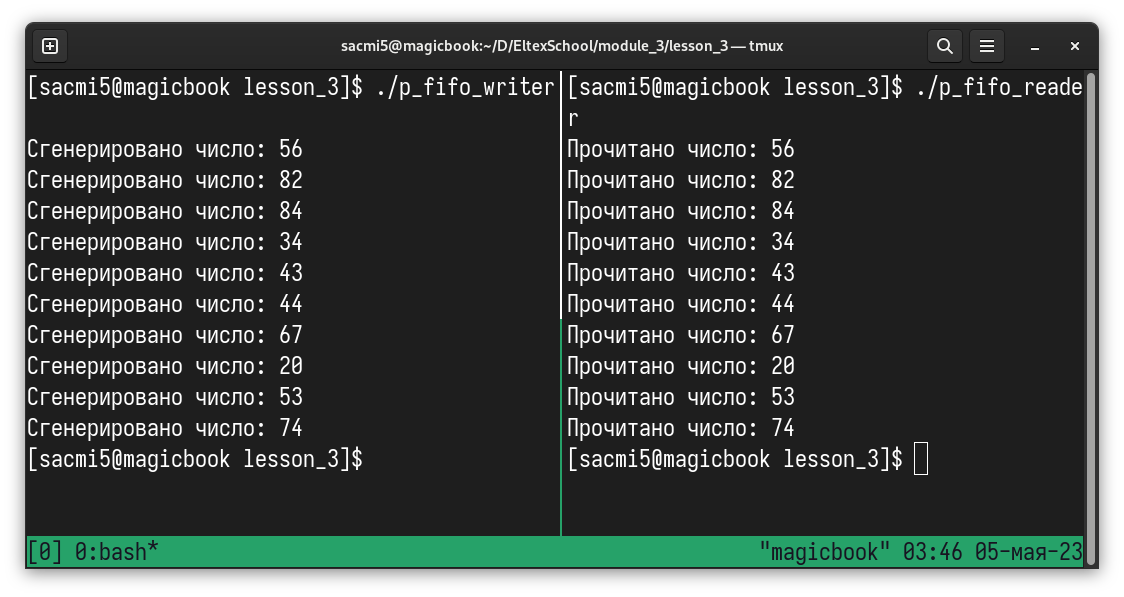 sacmi5@magicbook:~/D/EltexSchool/module_3/lesson_3 — tmux
[sacmi5@magicbook lesson_3]$ ./p_fifo_writer
Сгенерировано число: 56
Сгенерировано число: 82
Сгенерировано число: 84
Сгенерировано число: 34
Сгенерировано число: 43
Сгенерировано число: 44
Сгенерировано число: 67
Сгенерировано число: 20
Сгенерировано число: 53
Сгенерировано число: 74
[sacmi5@magicbook lesson_3]$
[sacmi5@magicbook lesson_3]$ ./p_fifo_reade
r
Прочитано число: 56
Прочитано число: 82
Прочитано число: 84
Прочитано число: 34
Прочитано число: 43
Прочитано число: 44
Прочитано число: 67
Прочитано число: 20
Прочитано число: 53
Прочитано число: 74
[sacmi5@magicbook lesson_3]$
[0] 0:bash* "magicbook" 03:46 05-мая-23